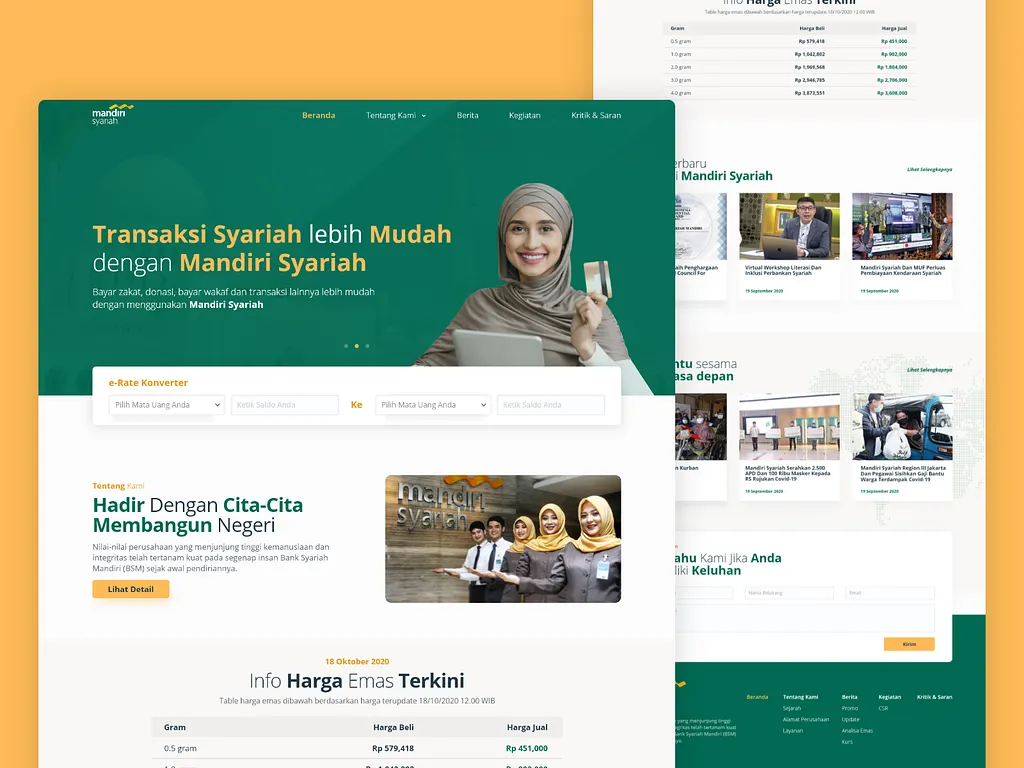 mandiri
syariah
Beranda
Tentang Kami
Berita
Kegiatan
Kritik & Saran
Transaksi Syariah lebih Mudah
dengan Mandiri Syariah
Bayar zakat, donasi, bayar wakaf dan transaksi lainnya lebih mudah
dengan menggunakan Mandiri Syariah
e-Rate Konverter
Pilih Mata Uang Anda
Ketik Saldo Anda
Ke
Pilih Mata Uang Anda
Ketik Saldo Anda
Tentang Kami
Hadir Dengan Cita-Cita
Membangun Negeri
Nilai-nilai perusahaan yang menjunjung tinggi kemanusiaan dan
integritas telah tertanam kuat pada segenap insan Bank Syariah
Mandiri (BSM) sejak awal pendiriannya.
Lihat Detail
mandiri
syariah
18 Oktober 2020
Info Harga Emas Terkini
Table harga emas dibawah berdasarkan harga terupdate 18/10/2020 12.00 WIB
Gram Harga Beli Harga Jual
0.5 gram Rp 579,418 Rp 451,000
Info Harga Emas Terkini
Table harga emas dibawah berdasarkan harga terupdate 18/10/2020 12.00 WIB
Gram Harga Beli Harga Jual
0.5 gram Rp 579,418 Rp 451,000
1.0 gram Rp 1,042,802 Rp 902,000
2.0 gram Rp 1,969,568 Rp 1,804,000
3.0 gram Rp 2,946,785 Rp 2,706,000
4.0 gram Rp 3,873,551 Rp 3,608,000
erbaru
i Mandiri Syariah
Lihat Selengkapnya
aih Penghargaan
Council For
Virtual Workshop Literasi Dan
Inklusi Perbankan Syariah
19 September 2020
Mandiri Syariah Dan MUF Perluas
Pembiayaan Kendaraan Syariah
19 September 2020
ntu sesama
asa depan
Lihat Selengkapnya
n Kurban
Mandiri Syariah Serahkan 2.500
APD Dan 100 Ribu Masker Kepada
RS Rujukan Covid-19
19 September 2020
Mandiri Syariah Region III Jakarta
Dan Pegawai Sisihkan Gaji Bantu
Warga Terdampak Covid-19
19 September 2020
ahu Kami Jika Anda
liki Keluhan
Nama Belakang
Email
Kirim
yang menjunjung tinggi
tegritas telah tertanam kuat
Bank Syariah Mandiri (BSM)
Beranda
Tentang Kami
Sejarah
Alamat Perusahaan
Layanan
Berita
Promo
Update
Analisa Emas
Kurs
Kegiatan
CSR
Kritik & Saran